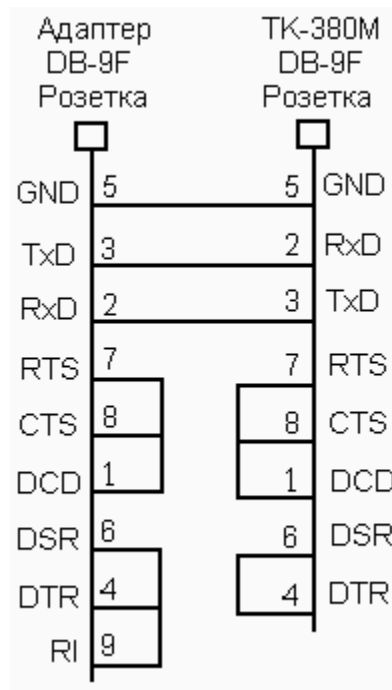 Адаптер TK-380M
DB-9F DB-9F
Розетка Розетка
GND 5 5 GND
TxD 3 2 RxD
RxD 2 3 TxD
RTS 7 7 RTS
CTS 8 8 CTS
DCD 1 1 DCD
DSR 6 6 DSR
DTR 4 4 DTR
RI 9